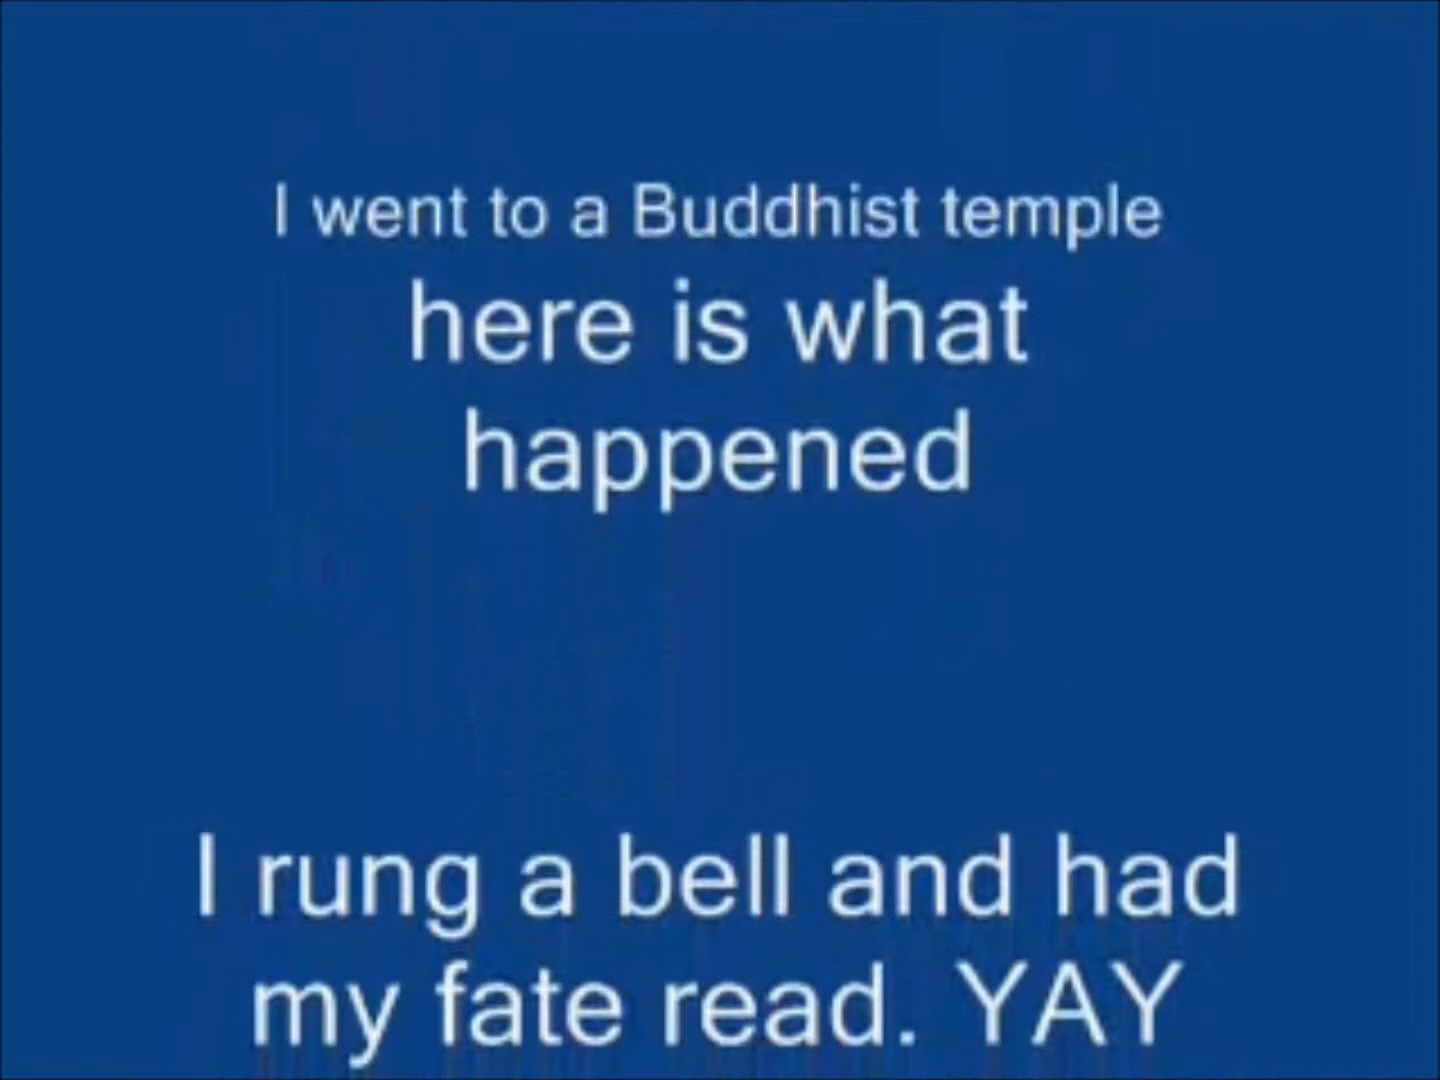 I went to a Buddhist temple
here is what
happened
I rung a bell and had
my fate read. YAY